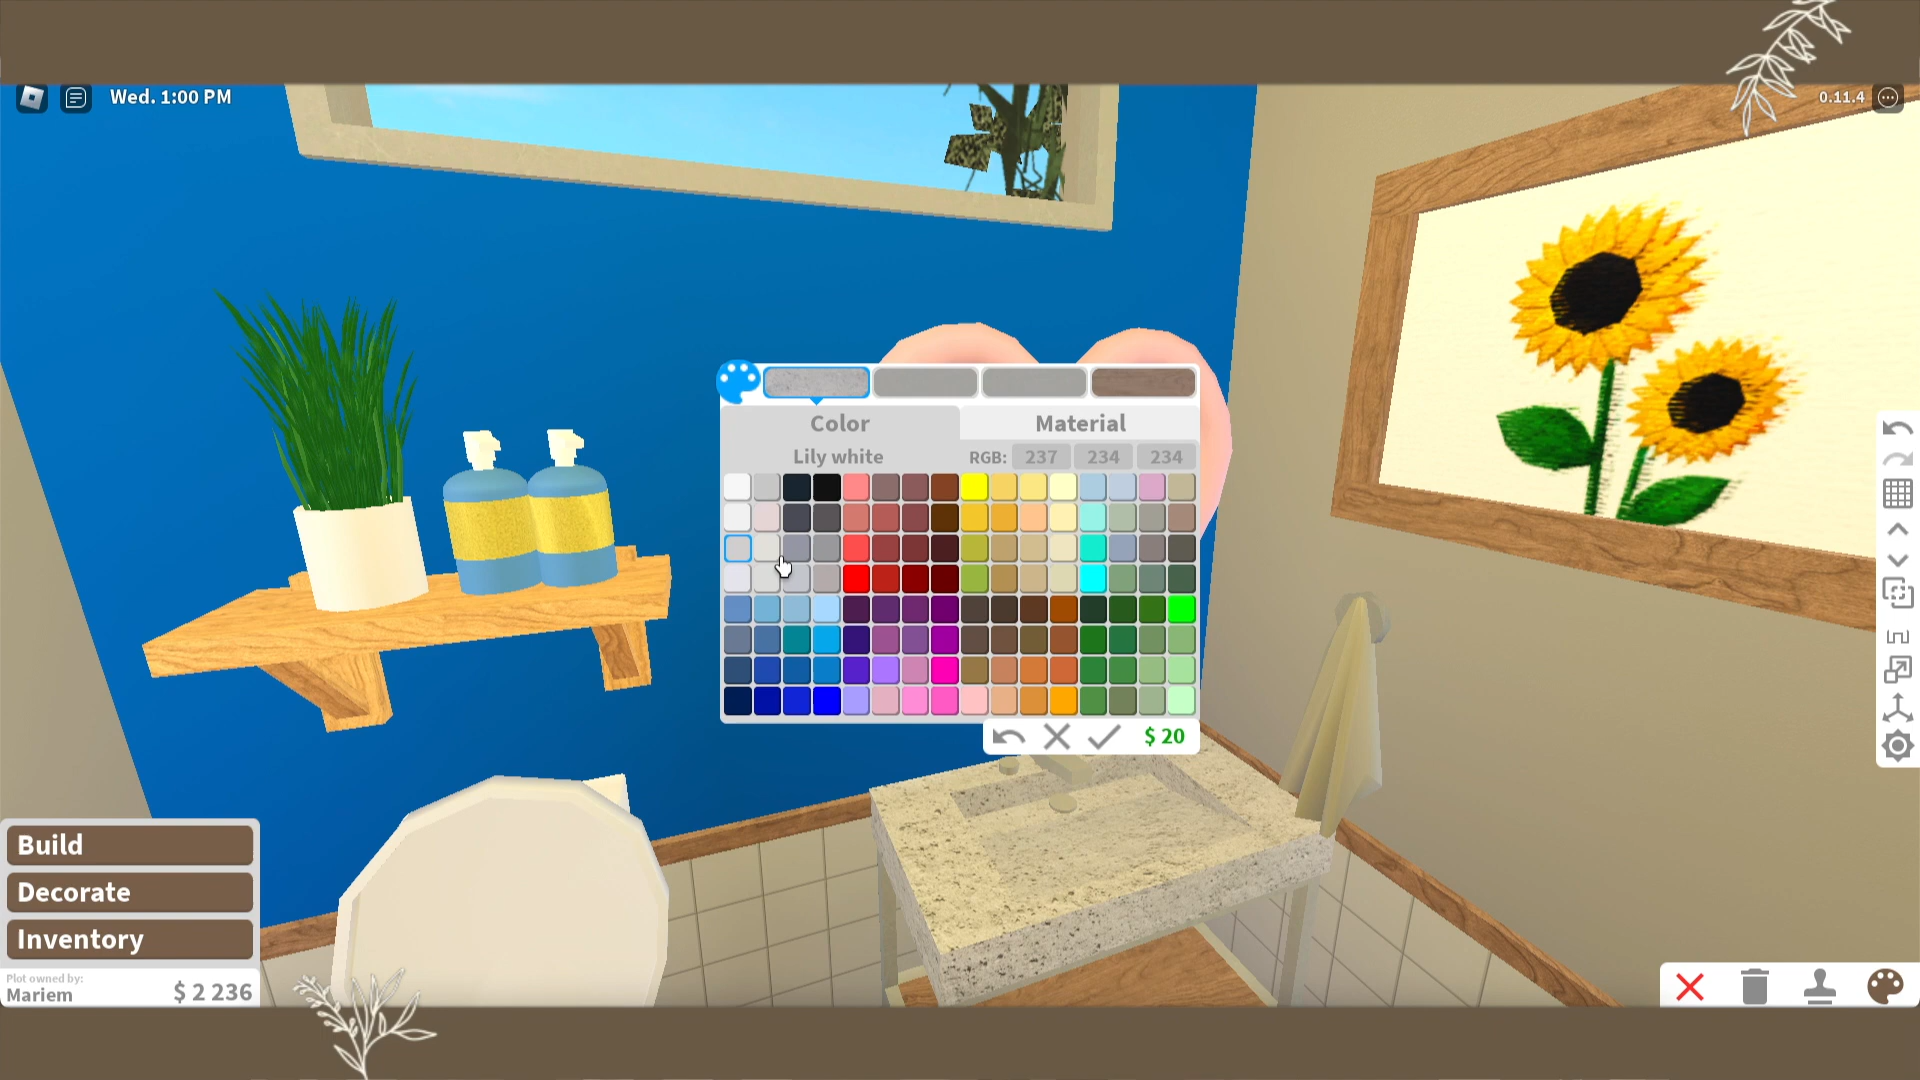 Wed. 1:00 PM
0.11.4
Color
Material
Lily white
RGB: 237 234 234
$ 20
Build
Decorate
Inventory
Plot owned by:
Mariem
$ 2 236